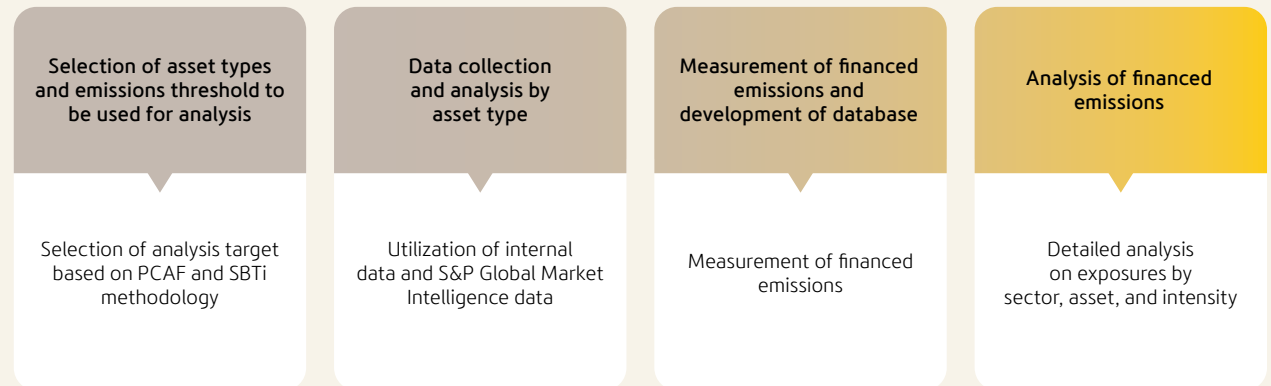 Selection of asset types
and emissions threshold to
be used for analysis
Selection of analysis target
based on PCAF and SBTi
methodology
Data collection
and analysis by
asset type
Utilization of internal
data and S&P Global Market
Intelligence data
Measurement of financed
emissions and
development of database
Measurement of financed
emissions
Analysis of financed
emissions
Detailed analysis
on exposures by
sector, asset, and intensity